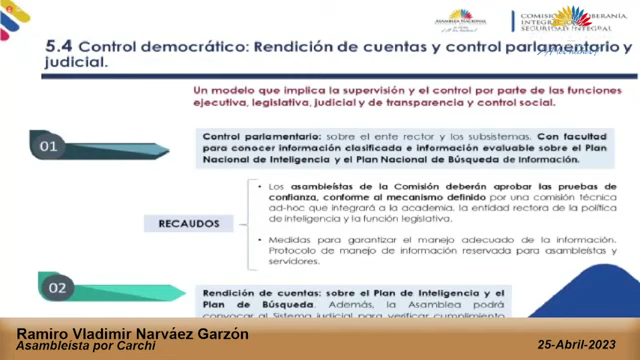 ASAMBLEA NACIONAL
5.4 Control democrático: Rendición de cuentas y control parlamentario y
judicial.
Un modelo que implica la supervisión y el control por parte de las funciones
ejecutiva, legislativa, judicial y de transparencia y control social.
01
Control parlamentario: sobre el ente rector y los subsistemas. Con facultad
para conocer información clasificada e información evaluable sobre el Plan
Nacional de Inteligencia y el Plan Nacional de Búsqueda de Información.
RECAUDOS
• Los asambleístas de la Comisión deberán aprobar las pruebas de
confianza, conforme al mecanismo definido por una comisión técnica
ad-hoc que integrará a la academia, la entidad rectora de la política
de inteligencia y la función legislativa.
• Medidas para garantizar el manejo adecuado de la información.
Protocolo de manejo de información reservada para asambleístas y
servidores.
02
Rendición de cuentas: sobre el Plan de Inteligencia y el
Plan de Búsqueda. Además, la Asamblea podrá
convocar al Sistema judicial para verificar cumplimiento
Ramiro Vladimir Narváez Garzón
Asambleísta por Carchi
25-Abril-2023